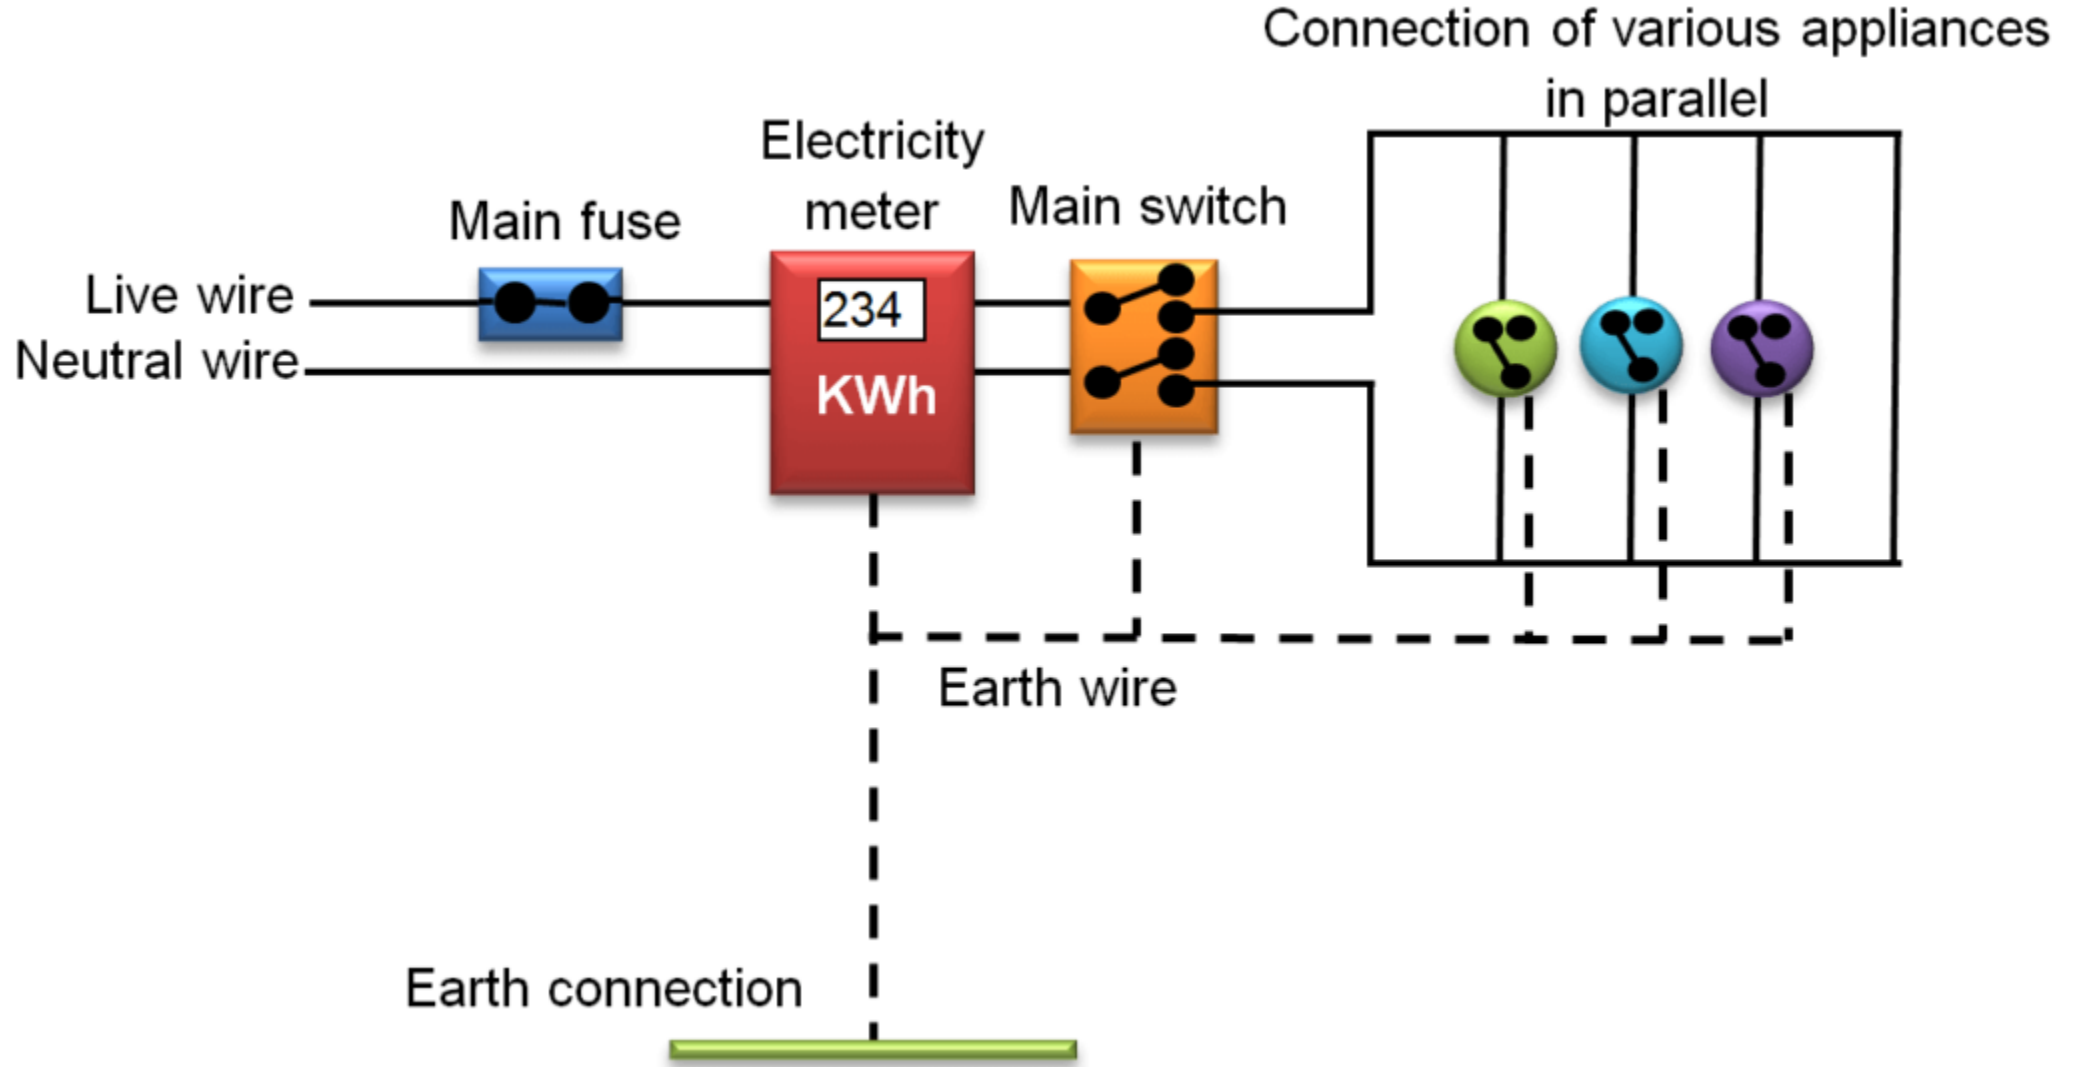 Connection of various appliances
in parallel
Electricity
meter
Main fuse
Main switch
Live wire
Neutral wire
234
KWh
Earth wire
Earth connection